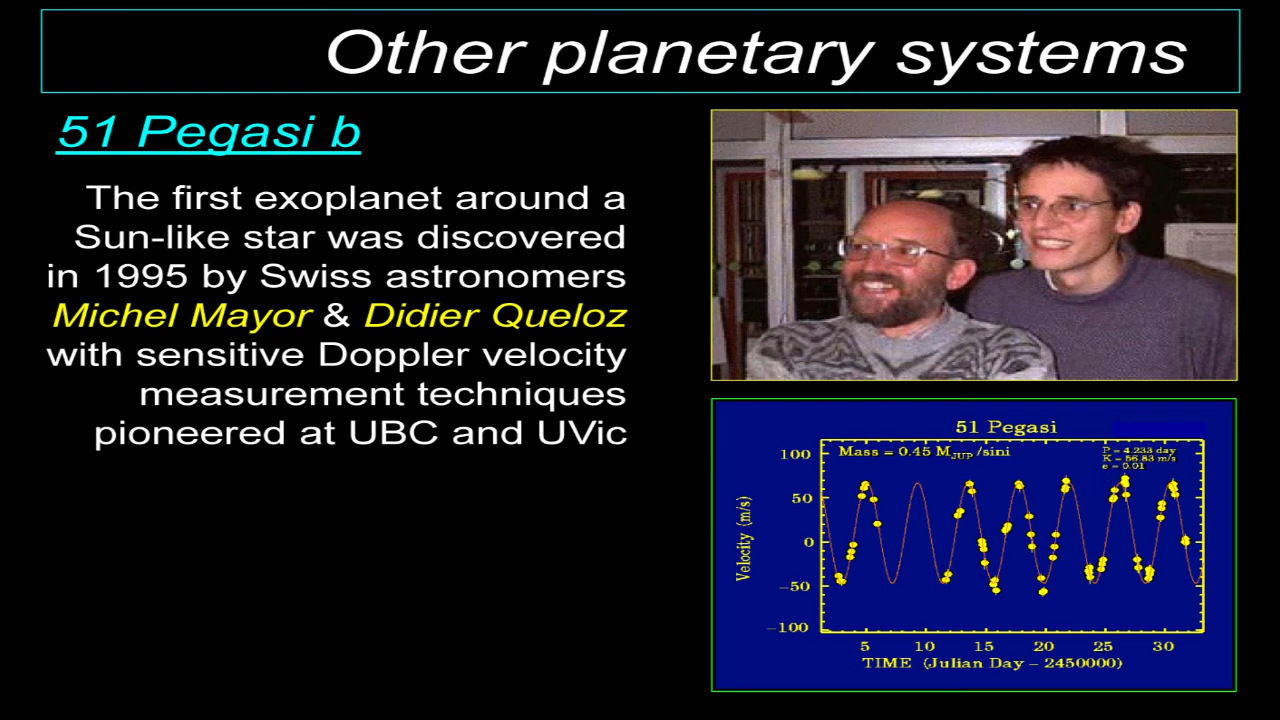 Other planetary systems
51 Pegasi b
The first exoplanet around a
Sun-like star was discovered
in 1995 by Swiss astronomers
Michel Mayor & Didier Queloz
with sensitive Doppler velocity
measurement techniques
pioneered at UBC and UVic
51 Pegasi
Mass = 0.45 MJUP /sini
P = 4.233 day
K = 56.83 m/s
e = 0.01
Velocity (m/s)
100
50
0
−50
−100
5 10 15 20 25 30
TIME (Julian Day − 2450000)